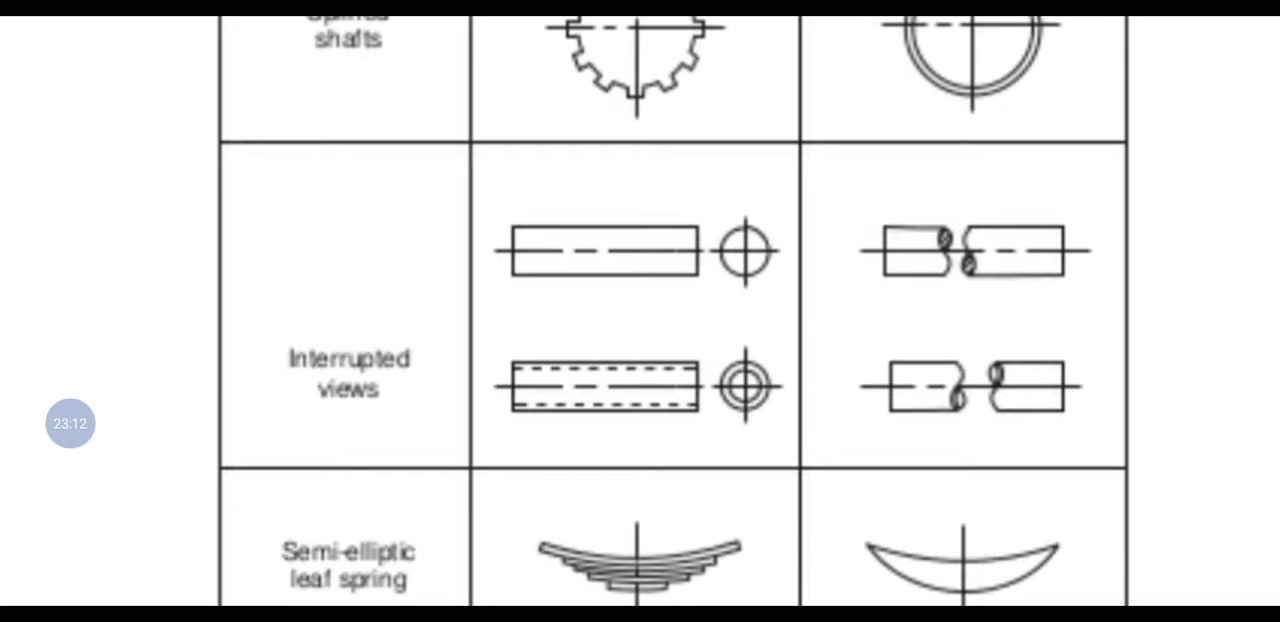 shafts
Interrupted
views
23:12
Semi-elliptic
leaf spring